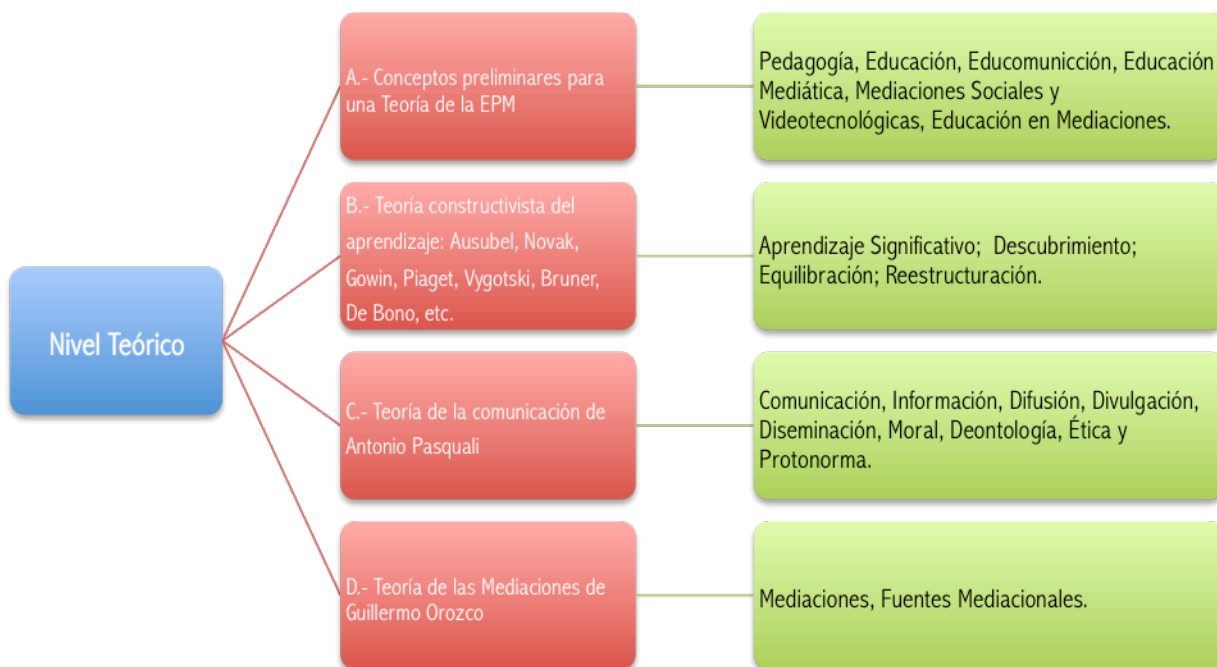 Nivel Teórico
A.- Conceptos preliminares para
una Teoría de la EPM
Pedagogía, Educación, Educomunicción, Educación
Mediática, Mediaciones Sociales y
Videotecnológicas, Educación en Mediaciones.
B.- Teoría constructivista del
aprendizaje: Ausubel, Novak,
Gowin, Piaget, Vygotski, Bruner,
De Bono, etc.
Aprendizaje Significativo; Descubrimiento;
Equilibración; Reestructuración.
C.- Teoría de la comunicación de
Antonio Pasquali
Comunicación, Información, Difusión, Divulgación,
Diseminación, Moral, Deontología, Ética y
Protonorma.
D.- Teoría de las Mediaciones de
Guillermo Orozco
Mediaciones, Fuentes Mediacionales.